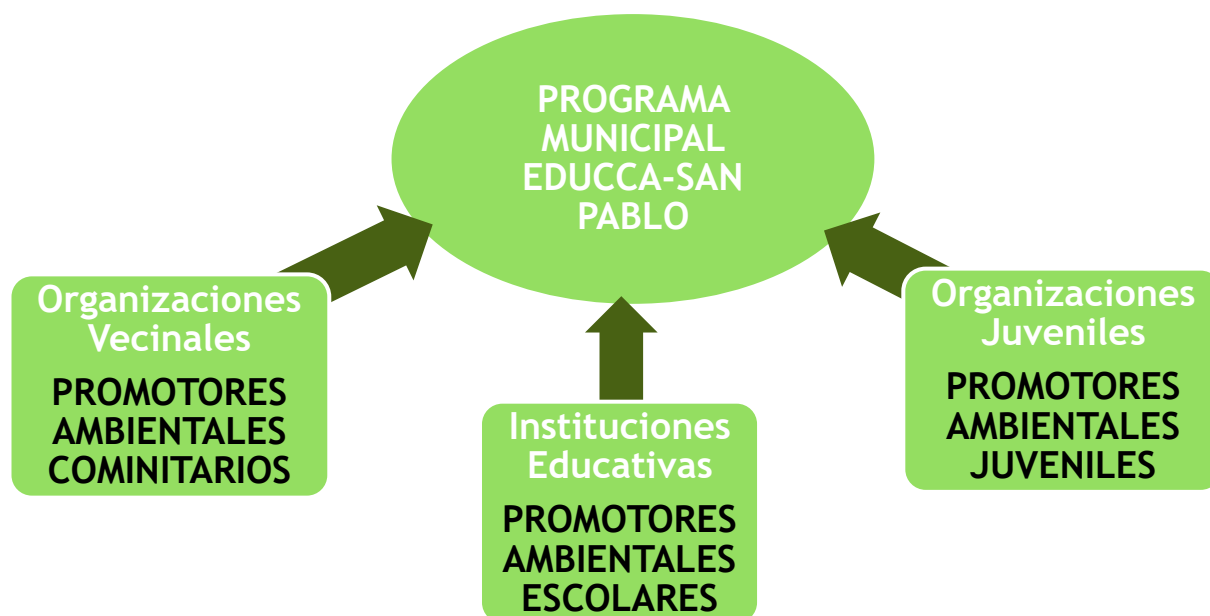 PROGRAMA
MUNICIPAL
EDUCCA-SAN
PABLO
Organizaciones
Vecinales
PROMOTORES
AMBIENTALES
COMINITARIOS
Instituciones
Educativas
PROMOTORES
AMBIENTALES
ESCOLARES
Organizaciones
Juveniles
PROMOTORES
AMBIENTALES
JUVENILES